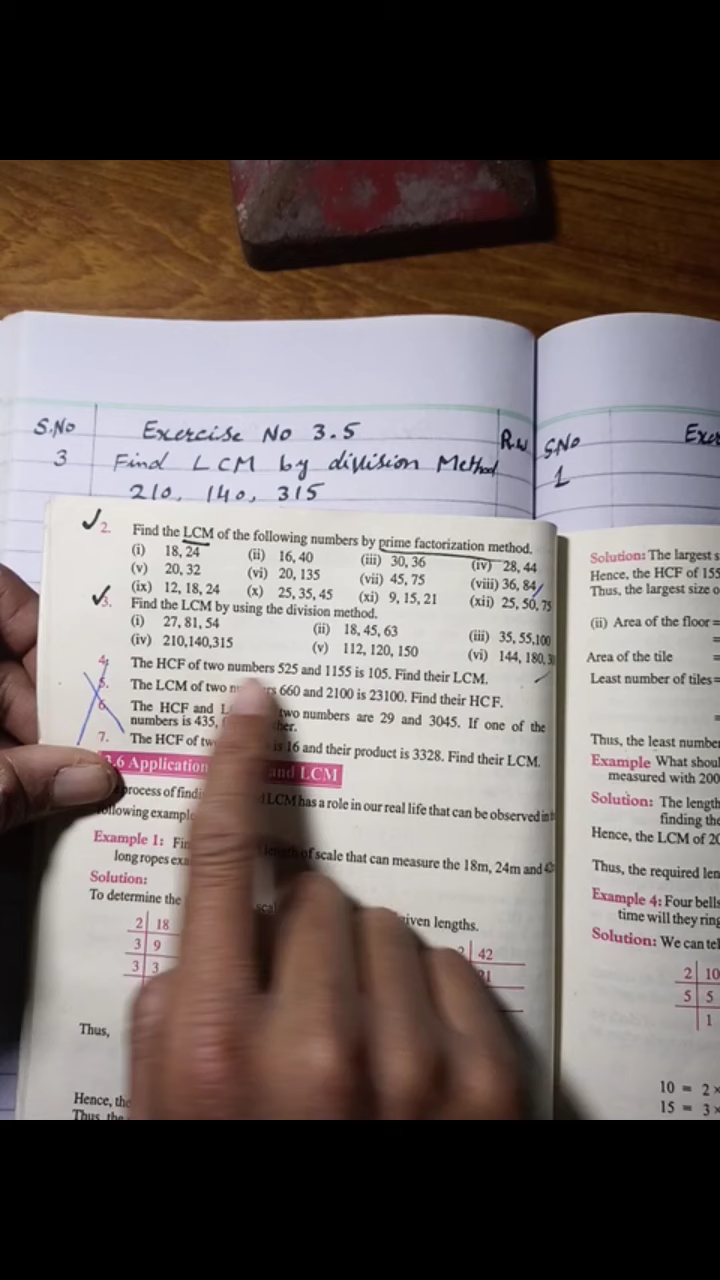 S.No Exercise No 3.5 R.W
3 Find LCM by division Method
210, 140, 315
S.No
1
2. Find the LCM of the following numbers by prime factorization method.
(i) 18, 24 (ii) 16, 40 (iii) 30, 36 (iv) 28, 44
(v) 20, 32 (vi) 20, 135 (vii) 45, 75 (viii) 36, 84
(ix) 12, 18, 24 (x) 25, 35, 45 (xi) 9, 15, 21 (xii) 25, 50, 75
3. Find the LCM by using the division method.
(i) 27, 81, 54 (ii) 18, 45, 63 (iii) 35, 55,100
(iv) 210,140,315 (v) 112, 120, 150 (vi) 144, 180,
4. The HCF of two numbers 525 and 1155 is 105. Find their LCM.
5. The LCM of two 660 and 2100 is 23100. Find their HCF.
6. The HCF and two numbers are 29 and 3045. If one of the
numbers is 435,
7. The HCF of is 16 and their product is 3328. Find their LCM.
3.6 Application and LCM
process of LCM has a role in our real life that can be observed in
following
Example 1: of scale that can measure the 18m, 24m and
long ropes
Solution:
To determine the given lengths.
2 18
3 9
3 3
2 42
21
Thus,
Hence, the
Thus, the
Solution: The largest
Hence, the HCF of 155
Thus, the largest size o
(ii) Area of the floor =
=
Area of the tile =
Least number of tiles =
=
Thus, the least number
Example What
measured with 200
Solution: The length
finding the
Hence, the LCM of 20
Thus, the required len
Example 4: Four bells
time will they ring
Solution: We can tel
2 10
5 5
1
10 = 2 ×
15 = 3 ×